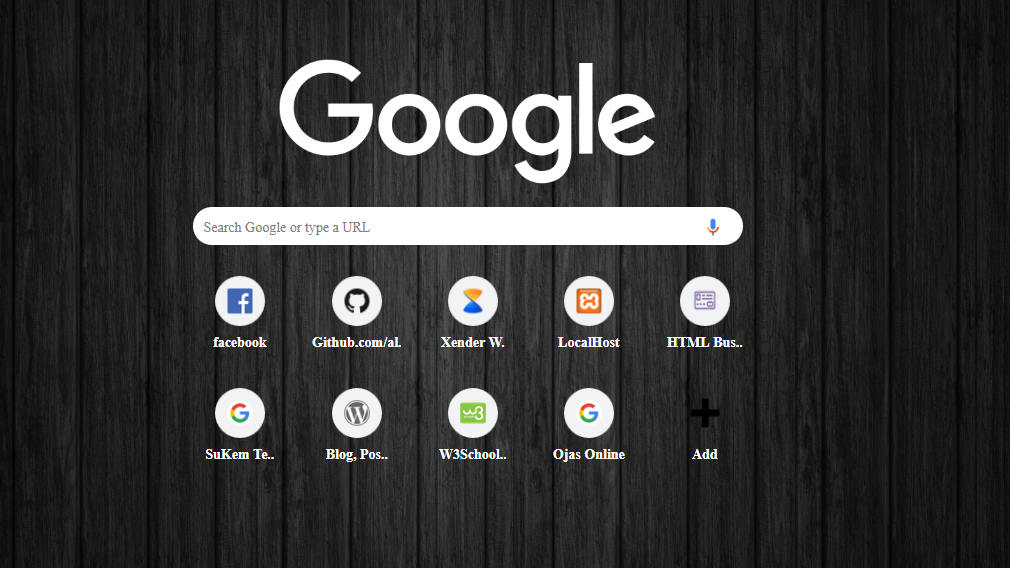 Google
Search Google or type a URL
facebook
Github.com/al.
Xender W.
LocalHost
HTML Bus..
SuKem Te..
Blog, Pos..
W3School..
Ojas Online
Add